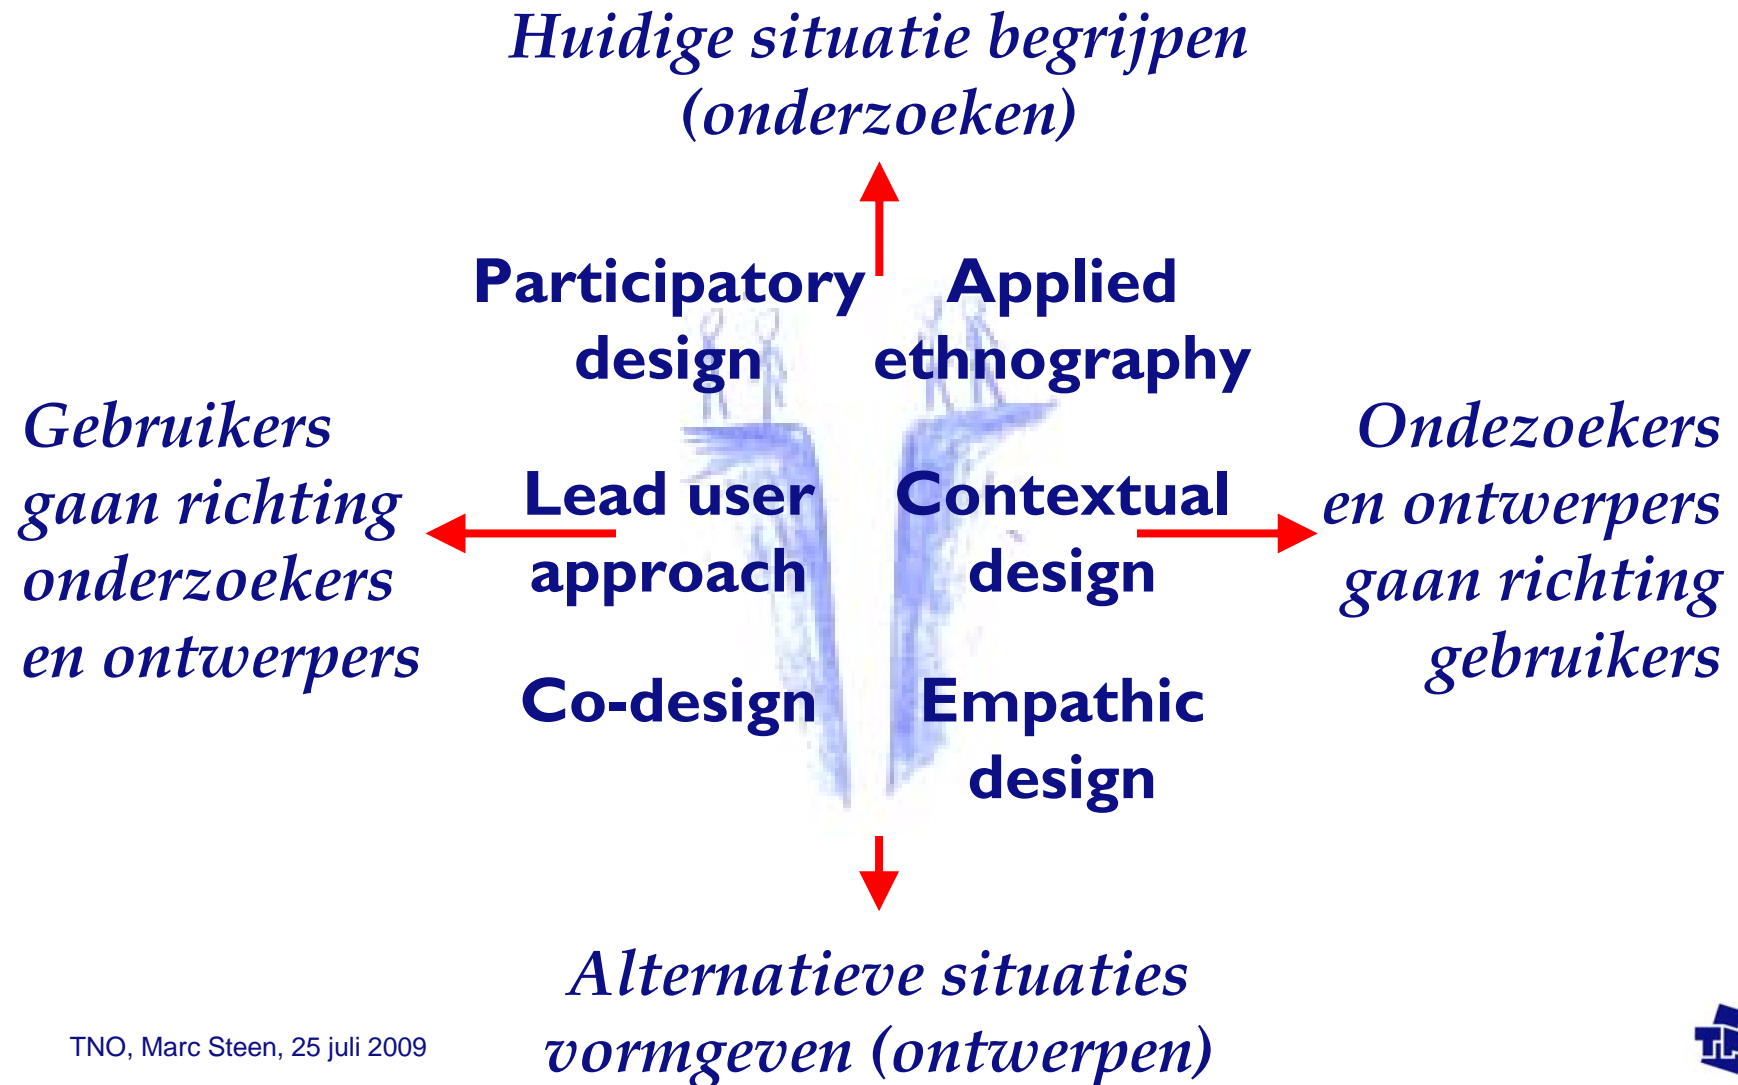 Huidige situatie begrijpen
(onderzoeken)
Participatory
design
Applied
ethnography
Gebruikers
gaan richting
onderzoekers
en ontwerpers
Lead user
approach
Contextual
design
Ondezoekers
en ontwerpers
gaan richting
gebruikers
Co-design
Empathic
design
Alternatieve situaties
vormgeven (ontwerpen)
TNO, Marc Steen, 25 juli 2009